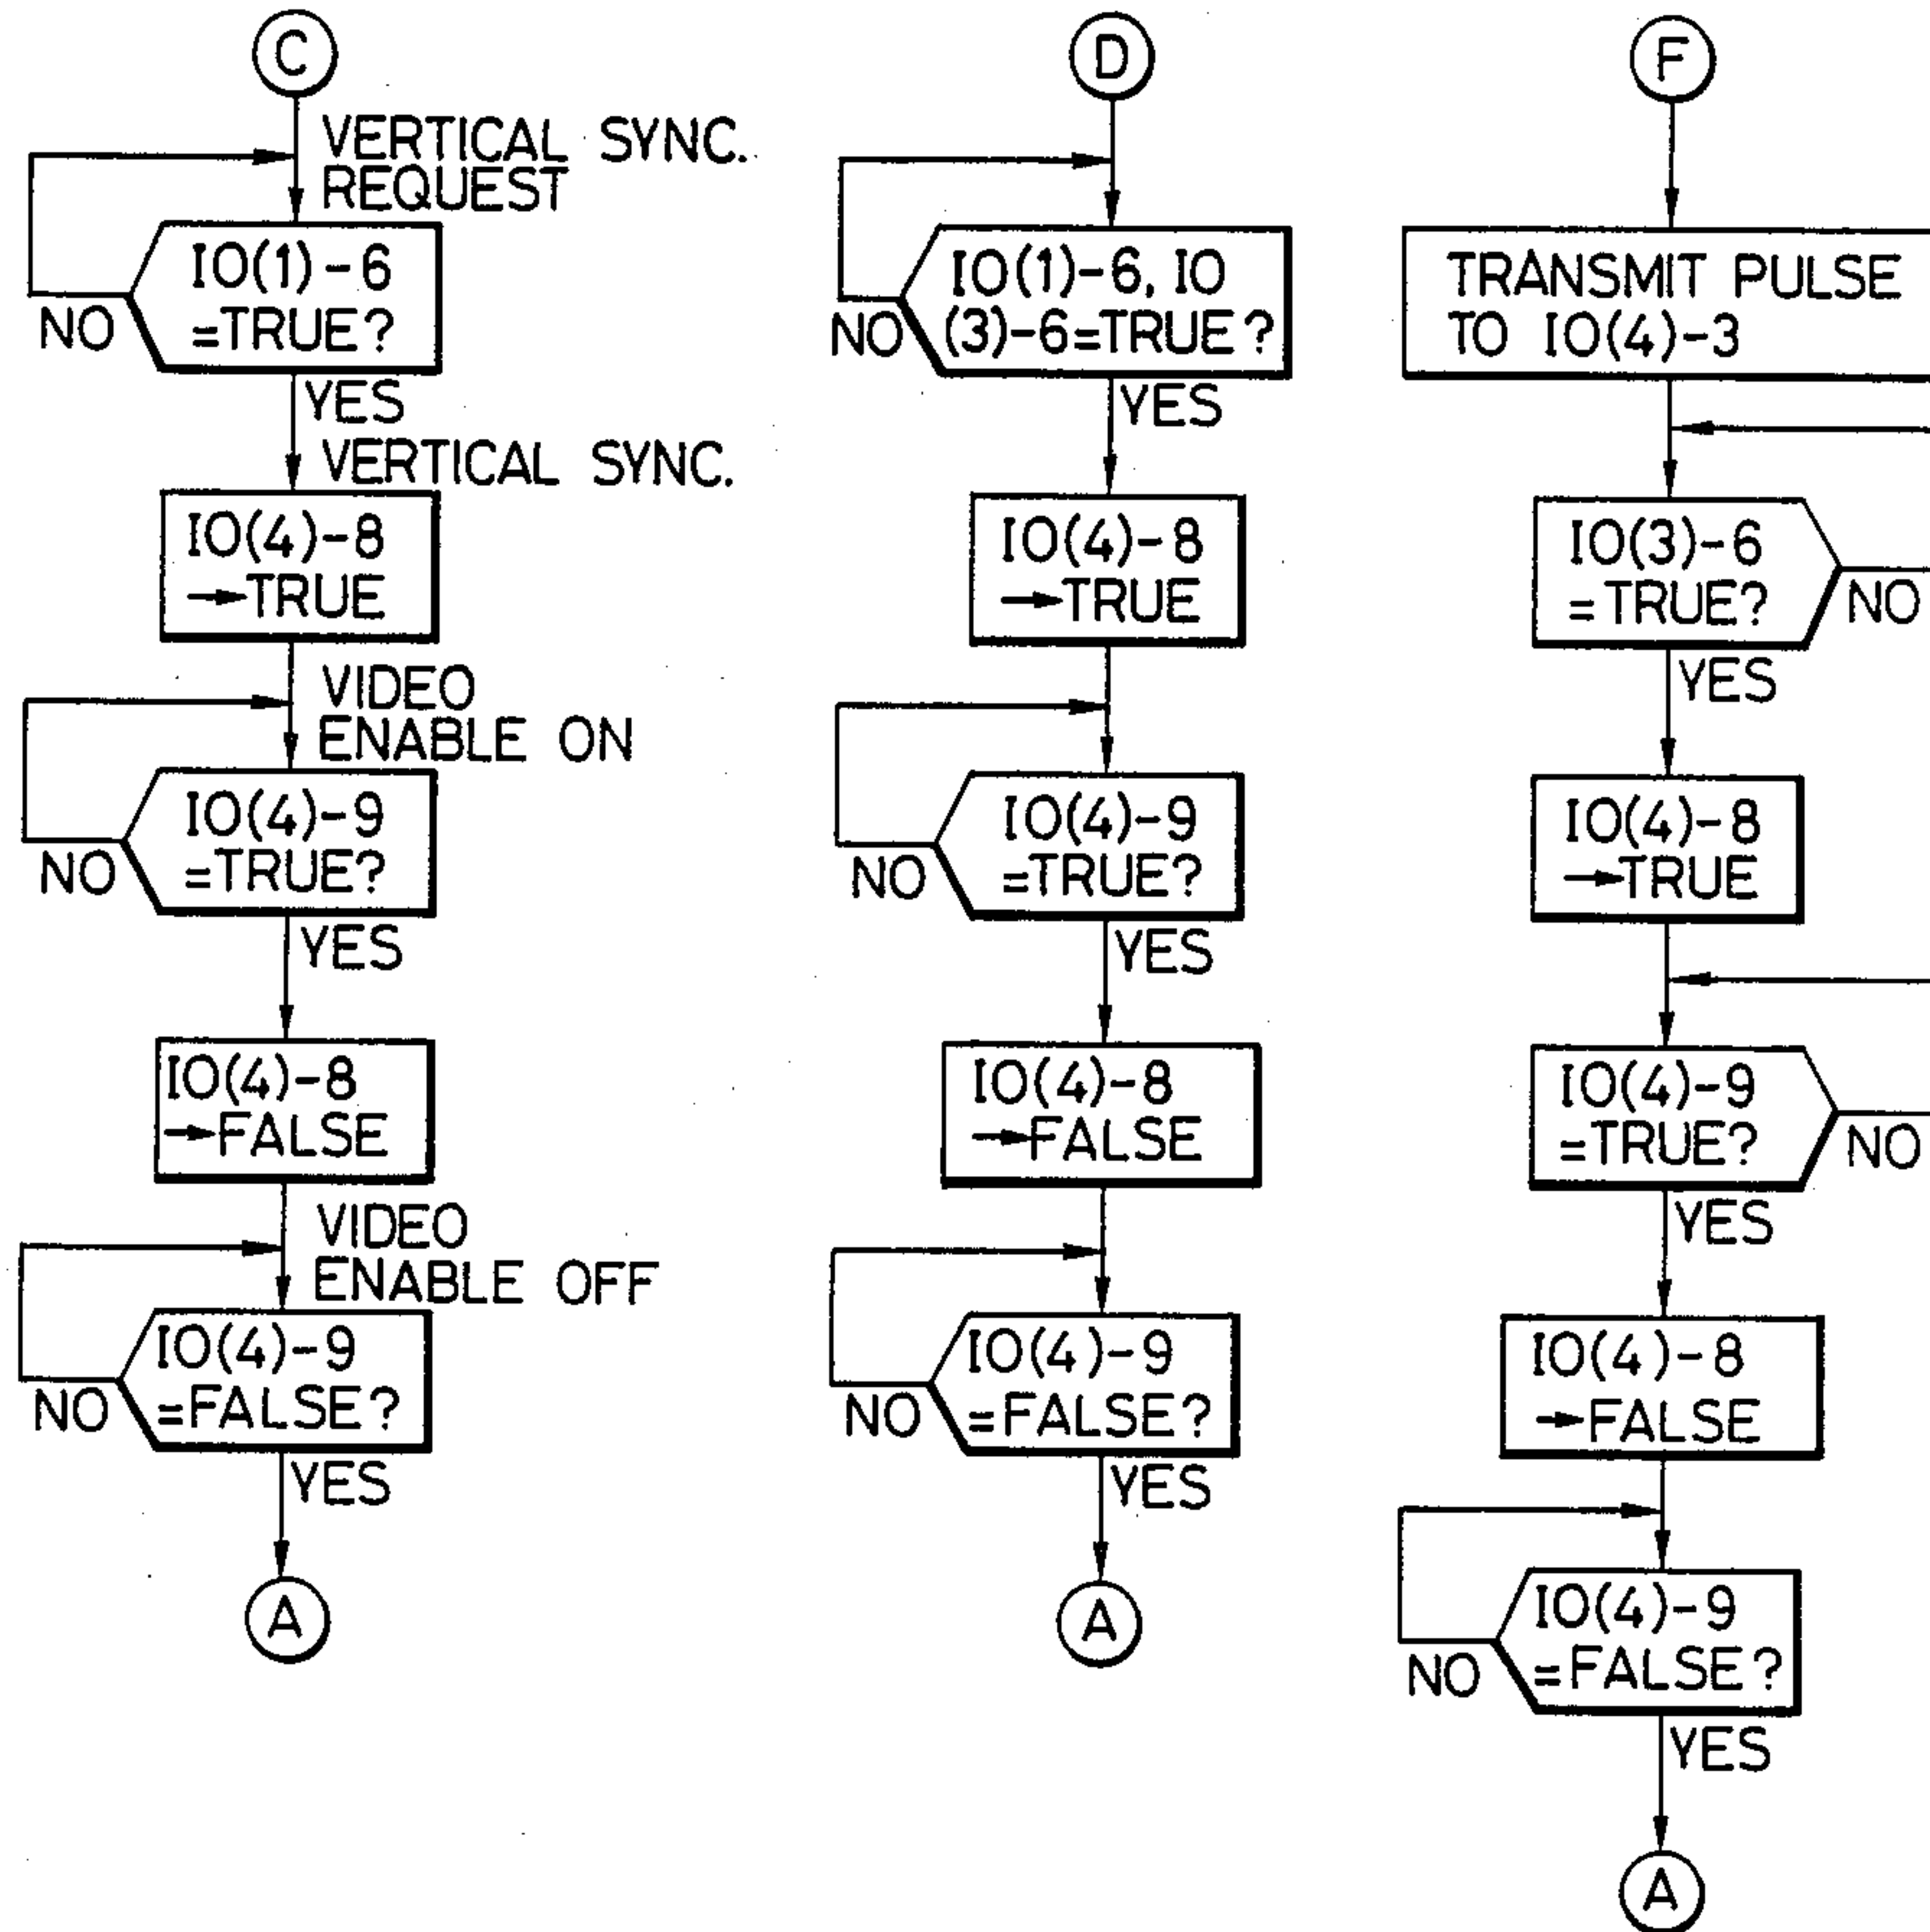 C
VERTICAL SYNC.
REQUEST
IO(1)-6
=TRUE?
NO
YES
VERTICAL SYNC.
IO(4)-8
→TRUE
VIDEO
ENABLE ON
IO(4)-9
=TRUE?
NO
YES
IO(4)-8
→FALSE
VIDEO
ENABLE OFF
IO(4)-9
=FALSE?
NO
YES
A
D
IO(1)-6, IO
(3)-6=TRUE?
NO
YES
IO(4)-8
→TRUE
IO(4)-9
=TRUE?
NO
YES
IO(4)-8
→FALSE
IO(4)-9
=FALSE?
NO
YES
A
F
TRANSMIT PULSE
TO IO(4)-3
IO(3)-6
=TRUE?
NO
YES
IO(4)-8
→TRUE
IO(4)-9
=TRUE?
NO
YES
IO(4)-8
→FALSE
IO(4)-9
=FALSE?
NO
YES
A